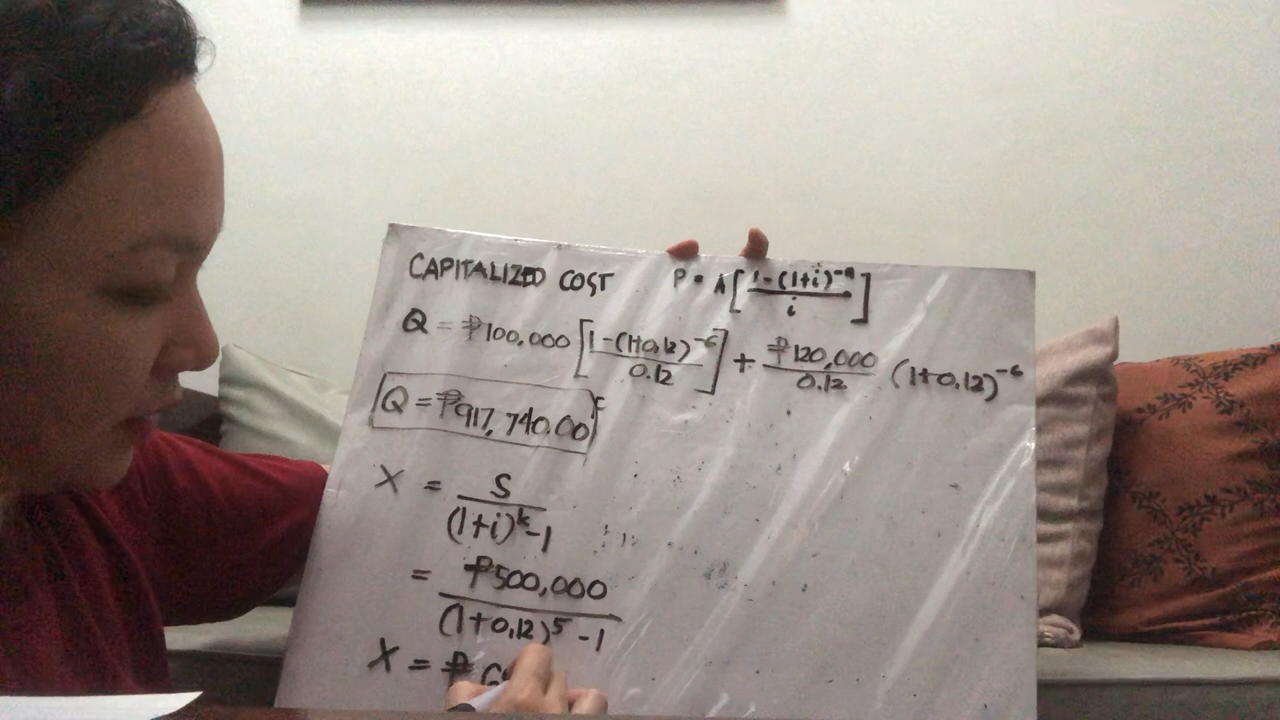 CAPITALIZED COST P = A [ 1 - (1+i)^-n / i ]
Q = ₱100,000 [ 1 - (1+0.12)^-6 / 0.12 ] + ₱120,000 / 0.12 (1+0.12)^-6
Q = ₱917,740.00
X = S / (1+i)^k - 1
= ₱500,000 / (1+0.12)^5 - 1
X = ₱ 6